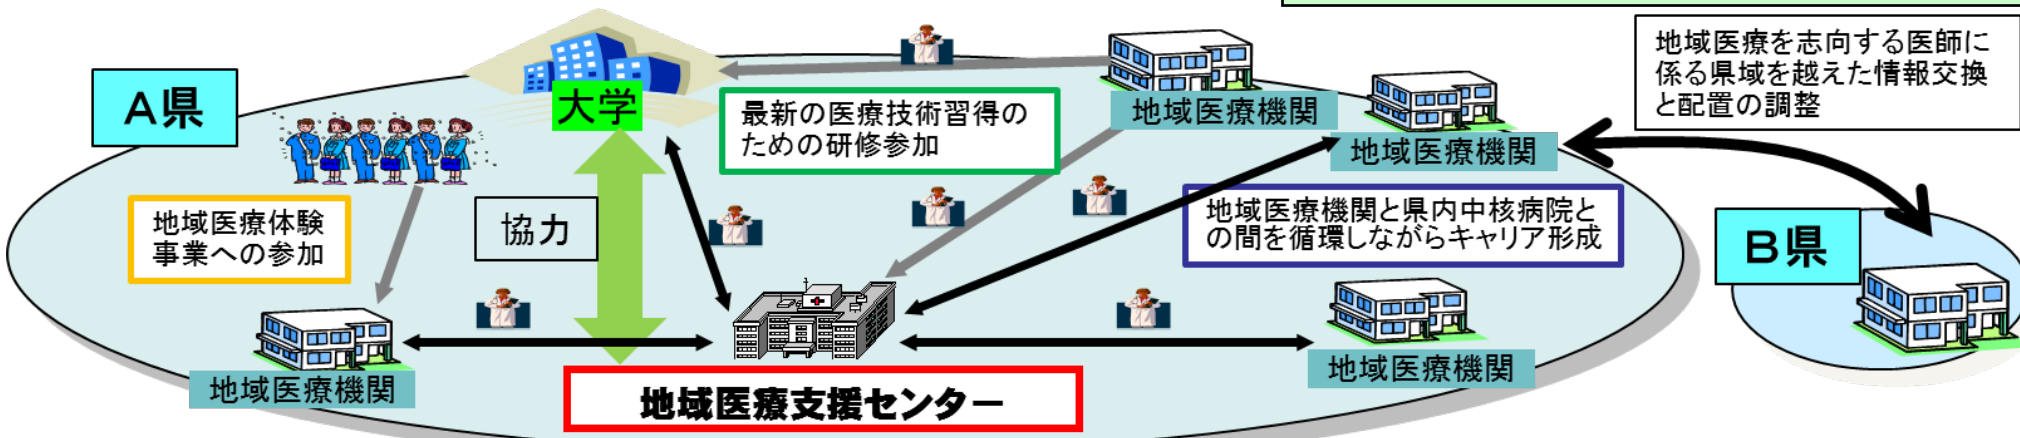 A県
大学
最新の医療技術習得の
ための研修参加
地域医療機関
地域医療機関
地域医療を志向する医師に
係る県域を越えた情報交換
と配置の調整
地域医療体験
事業への参加
協力
地域医療機関と県内中核病院と
の間を循環しながらキャリア形成
B県
地域医療機関
地域医療支援センター
地域医療機関